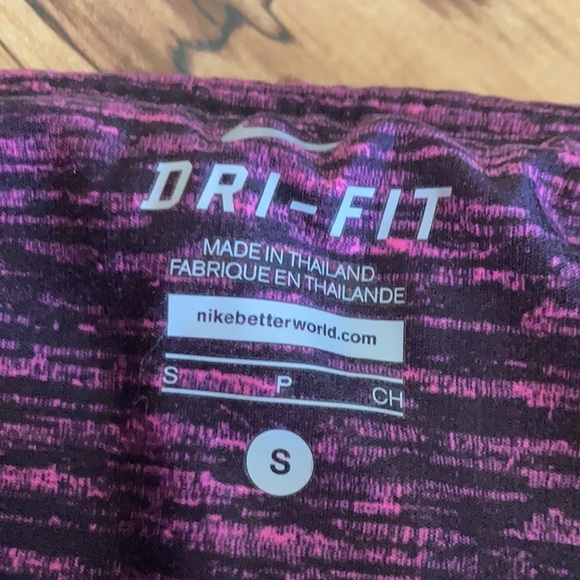 DRI-FIT
MADE IN THAILAND
FABRIQUE EN THAILANDE
nikebetterworld.com
S P CH
S